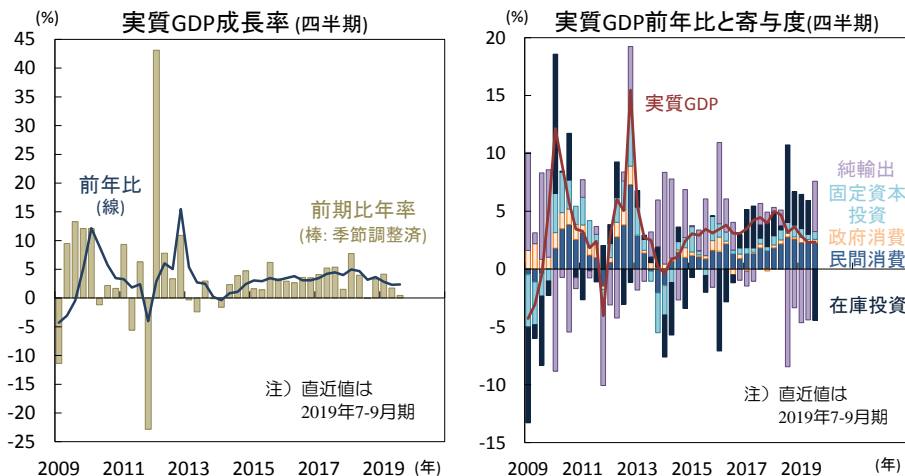 (%)
実質GDP成長率(四半期)
45
40
35
30
25
20
15
10
5
0
-5
-10
-15
-20
-25
前年比
(線)
前期比年率
(棒: 季節調整済)
注）直近値は
2019年7-9月期
2009 2011 2013 2015 2017 2019 (年)
(%)
実質GDP前年比と寄与度(四半期)
20
15
10
5
0
-5
-10
-15
実質GDP
純輸出
固定資本
投資
政府消費
民間消費
在庫投資
注）直近値は
2019年7-9月期
(年)
2009 2011 2013 2015 2017 2019